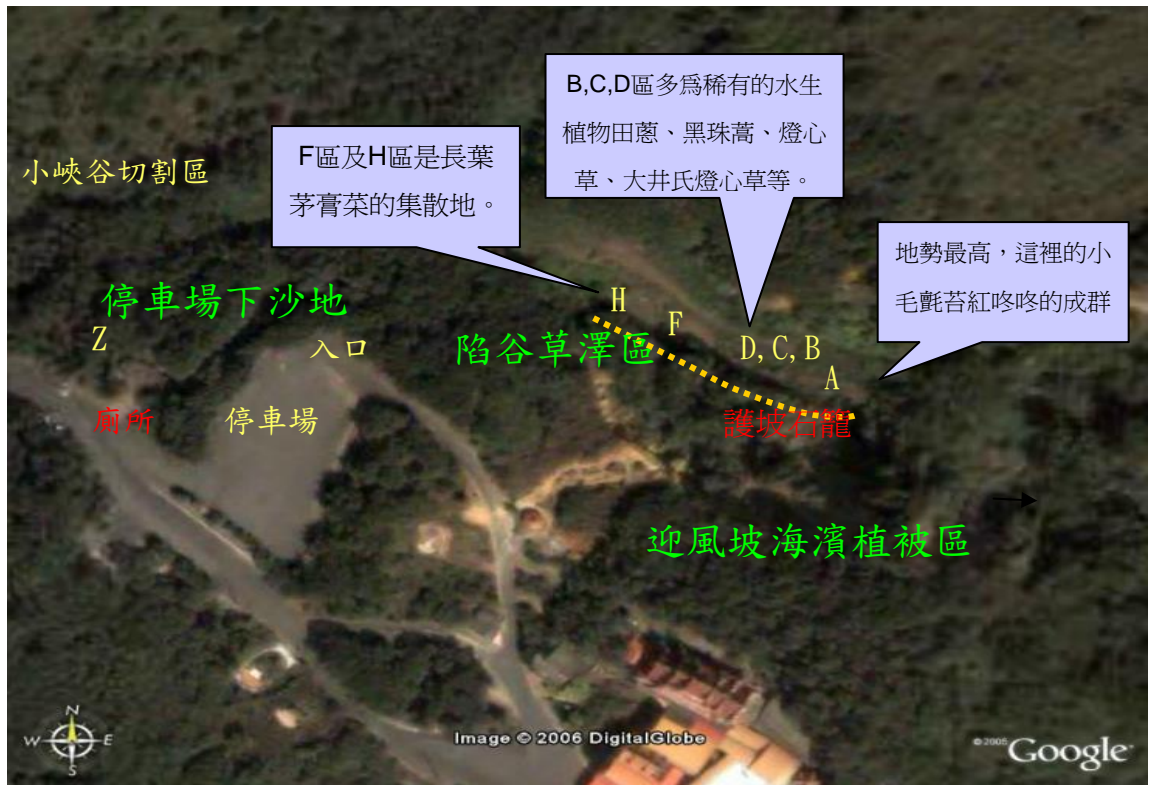 B,C,D區多為稀有的水生
植物田蔥、黑珠蒿、燈心
草、大井氏燈心草等。
F區及H區是長葉
茅膏菜的集散地。
小峽谷切割區
地勢最高，這裡的小
毛氈苔紅咚咚的成群
停車場下沙地
H
F
Z
入口
陷谷草澤區
D,C,B
A
廁所
停車場
護坡石籠
迎風坡海濱植被區
N
W
E
S
Image © 2006 DigitalGlobe
©2005 Google